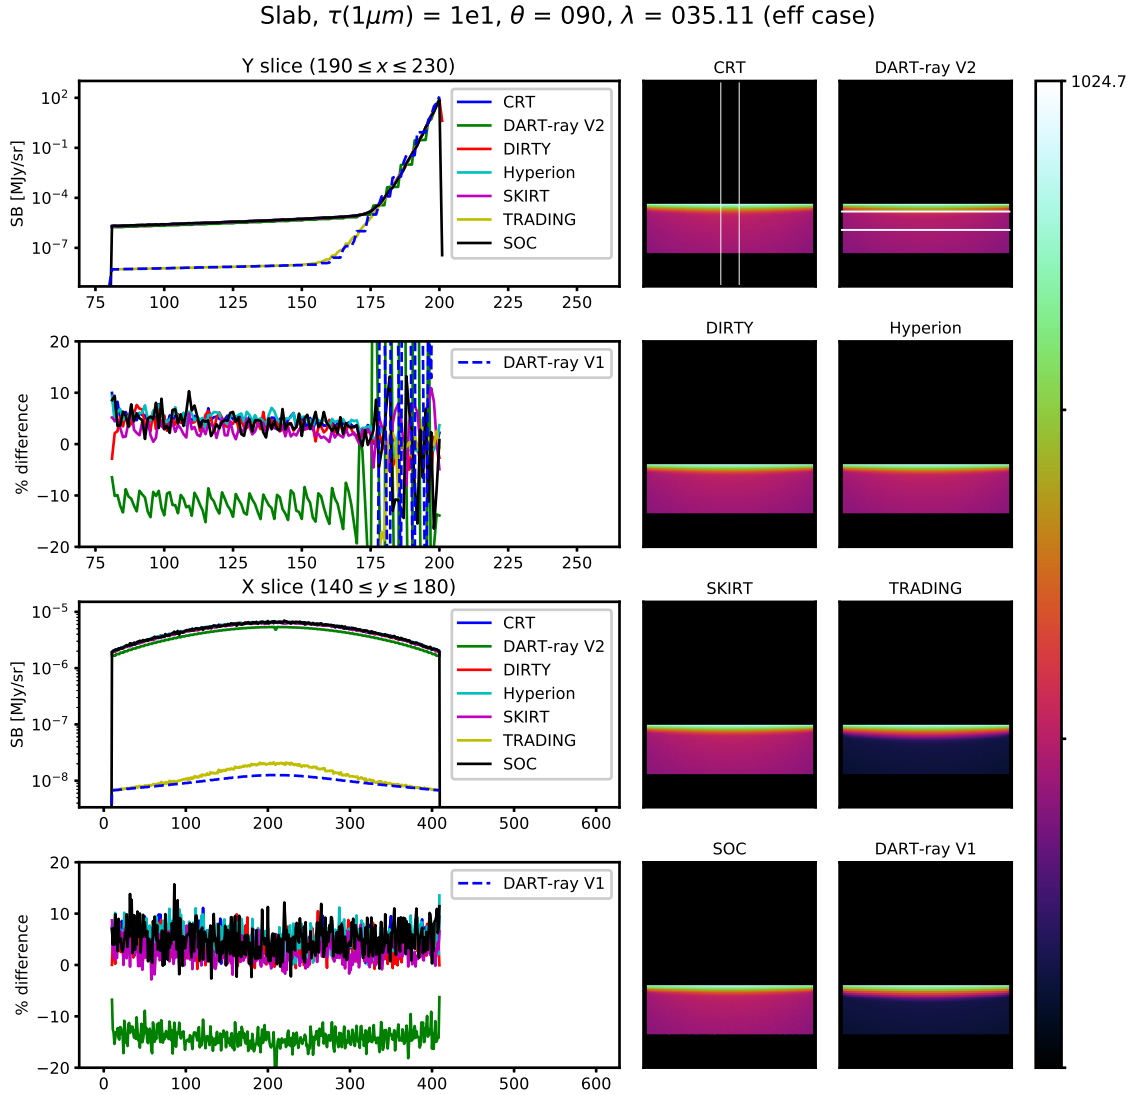 Slab, τ(1μm) = 1e1, θ = 090, λ = 035.11 (eff case)
Y slice (190 ≤ x ≤ 230)
SB [MJy/sr]
10²
10⁻¹
10⁻⁴
10⁻⁷
CRT
DART-ray V2
DIRTY
Hyperion
SKIRT
TRADING
SOC
75 100 125 150 175 200 225 250
% difference
20
10
0
−10
−20
DART-ray V1
75 100 125 150 175 200 225 250
X slice (140 ≤ y ≤ 180)
SB [MJy/sr]
10⁻⁵
10⁻⁶
10⁻⁷
10⁻⁸
CRT
DART-ray V2
DIRTY
Hyperion
SKIRT
TRADING
SOC
0 100 200 300 400 500 600
% difference
20
10
0
−10
−20
DART-ray V1
0 100 200 300 400 500 600
CRT DART-ray V2
DIRTY Hyperion
SKIRT TRADING
SOC DART-ray V1
1024.7